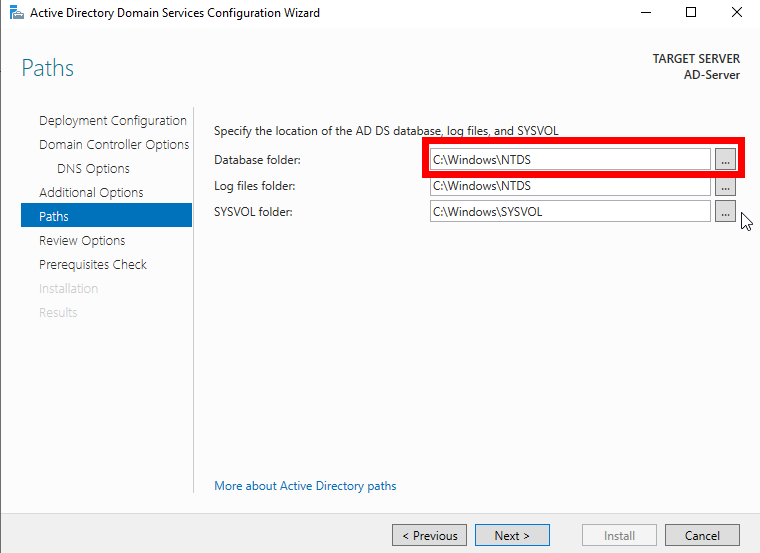 Active Directory Domain Services Configuration Wizard
Paths
TARGET SERVER
AD-Server
Deployment Configuration
Domain Controller Options
DNS Options
Additional Options
Paths
Review Options
Prerequisites Check
Installation
Results
Specify the location of the AD DS database, log files, and SYSVOL
Database folder: C:\Windows\NTDS ...
Log files folder: C:\Windows\NTDS ...
SYSVOL folder: C:\Windows\SYSVOL ...
More about Active Directory paths
< Previous Next > Install Cancel